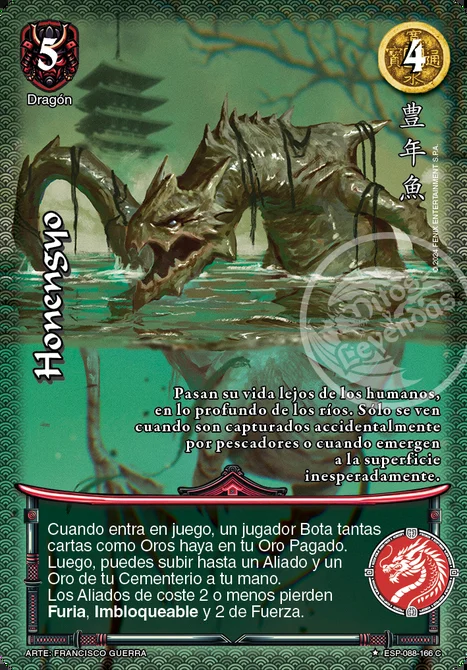 5
Dragón
4
豊年魚
Honengyo
Mitos y Leyendas
Pasan su vida lejos de los humanos,
en lo profundo de los ríos. Sólo se ven
cuando son capturados accidentalmente
por pescadores o cuando emergen
a la superficie
inesperadamente.
Cuando entra en juego, un jugador Bota tantas
cartas como Oros haya en tu Oro Pagado.
Luego, puedes subir hasta un Aliado y un
Oro de tu Cementerio a tu mano.
Los Aliados de coste 2 o menos pierden
Furia, Imbloqueable y 2 de Fuerza.
ARTE: FRANCISCO GUERRA
ESP-088-166 C